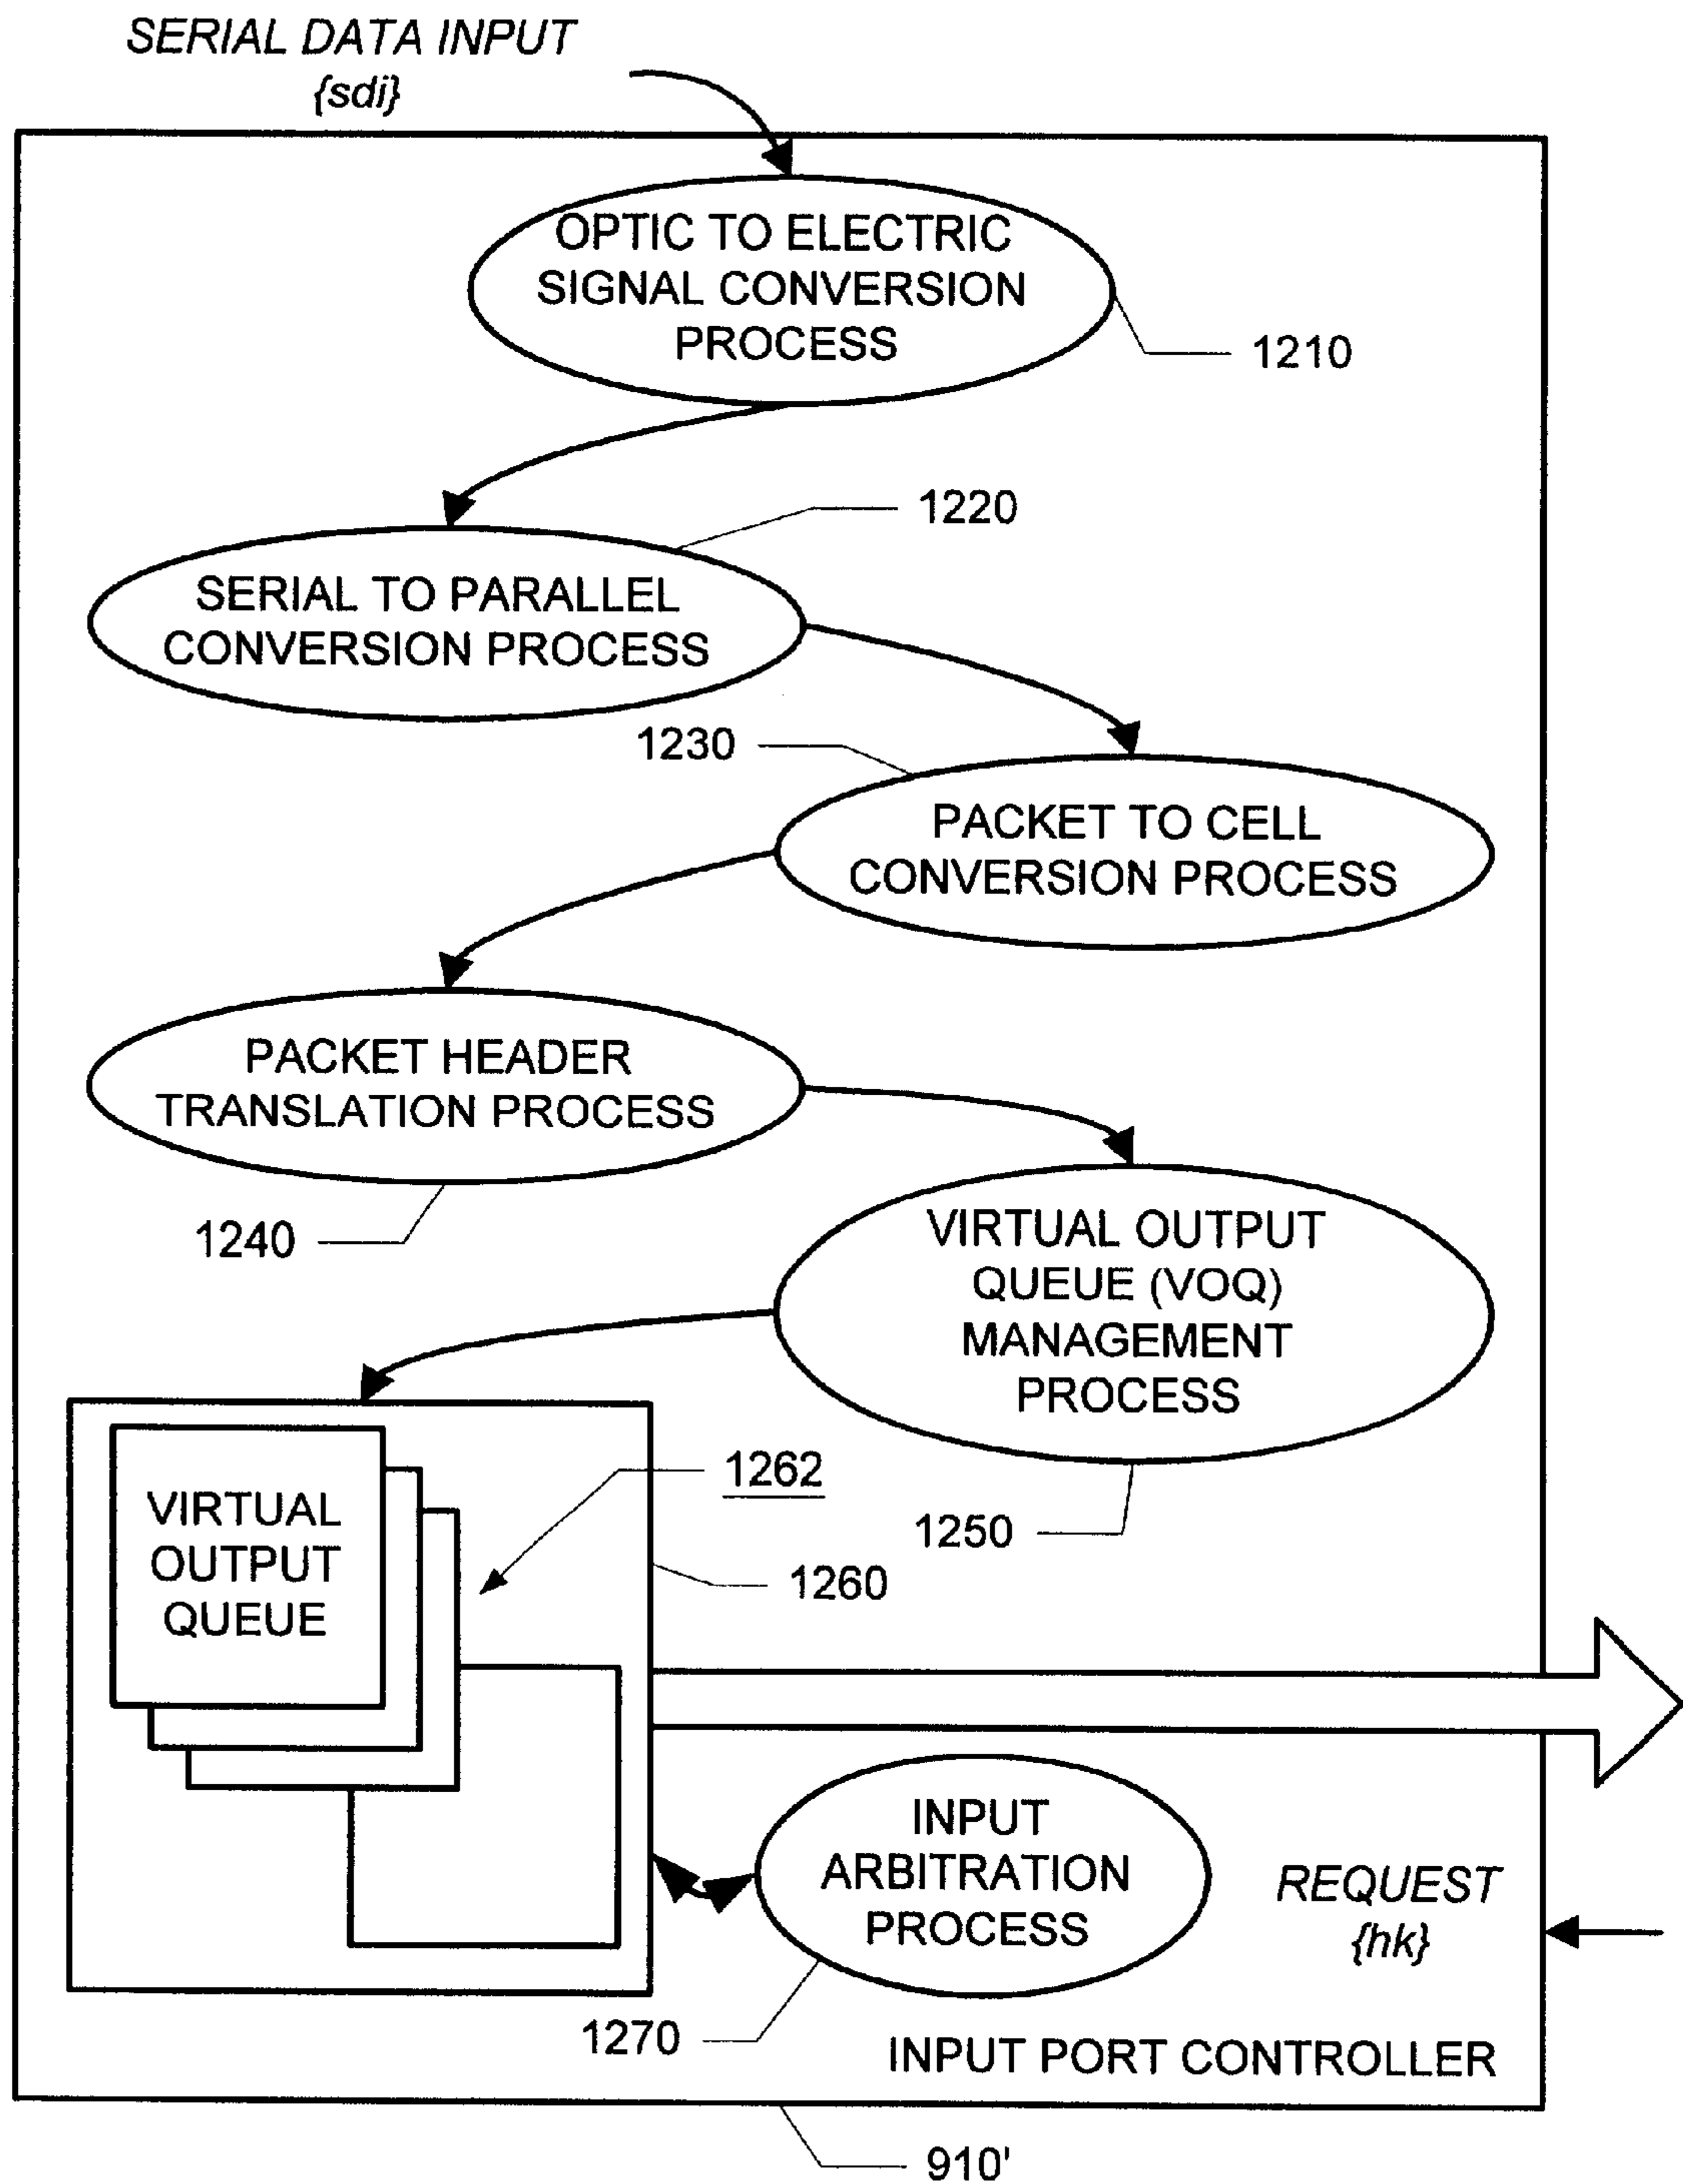 SERIAL DATA INPUT
{sdi}
OPTIC TO ELECTRIC
SIGNAL CONVERSION
PROCESS
1210
1220
SERIAL TO PARALLEL
CONVERSION PROCESS
1230
PACKET TO CELL
CONVERSION PROCESS
PACKET HEADER
TRANSLATION PROCESS
1240
VIRTUAL OUTPUT
QUEUE (VOQ)
MANAGEMENT
PROCESS
1250
VIRTUAL
OUTPUT
QUEUE
1262
1260
INPUT
ARBITRATION
PROCESS
1270
REQUEST
{hk}
INPUT PORT CONTROLLER
910'